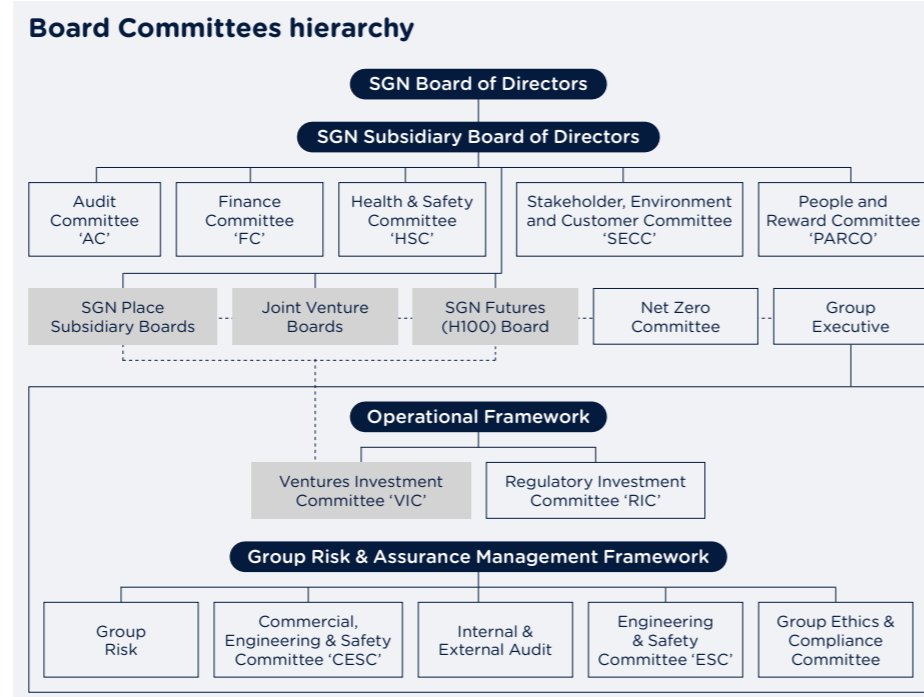 Board Committees hierarchy
SGN Board of Directors
SGN Subsidiary Board of Directors
Audit
Committee
‘AC’
Finance
Committee
‘FC’
Health & Safety
Committee
‘HSC’
Stakeholder, Environment
and Customer Committee
‘SECC’
People and
Reward Committee
‘PARCO’
SGN Place
Subsidiary Boards
Joint Venture
Boards
SGN Futures
(H100) Board
Net Zero
Committee
Group
Executive
Operational Framework
Ventures Investment
Committee ‘VIC’
Regulatory Investment
Committee ‘RIC’
Group Risk & Assurance Management Framework
Group
Risk
Commercial,
Engineering & Safety
Committee ‘CESC’
Internal &
External Audit
Engineering
& Safety
Committee ‘ESC’
Group Ethics &
Compliance
Committee